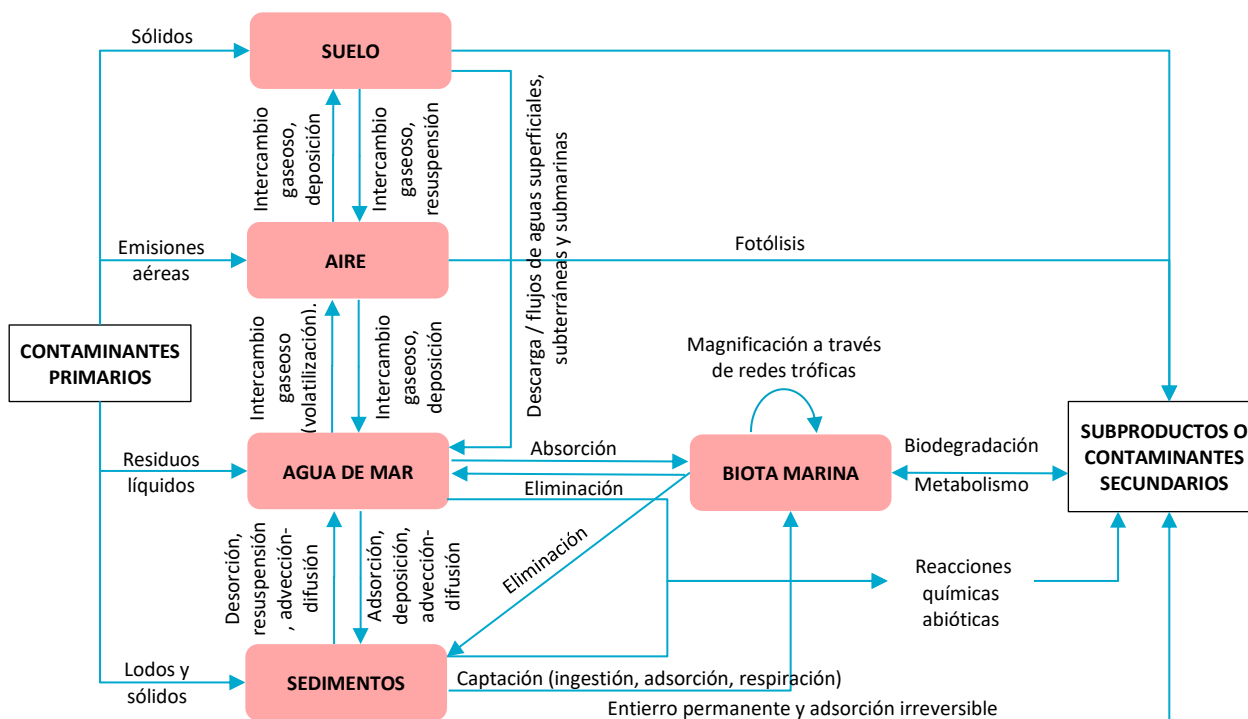 Sólidos
SUELO
Intercambio
gaseoso,
deposición
Intercambio
gaseoso,
resuspensión
Descarga / flujos de aguas superficiales,
subterráneas y submarinas
Emisiones
aéreas
AIRE
Fotólisis
CONTAMINANTES
PRIMARIOS
Intercambio
gaseoso
(volatilización).
Intercambio
gaseoso,
deposición
Magnificación a través
de redes tróficas
Residuos
líquidos
AGUA DE MAR
Absorción
Eliminación
BIOTA MARINA
Biodegradación
Metabolismo
SUBPRODUCTOS O
CONTAMINANTES
SECUNDARIOS
Desorción,
resuspensión
, advección-
difusión
Adsorción,
deposición,
advección-
difusión
Eliminación
Reacciones
químicas
abióticas
Lodos y
sólidos
SEDIMENTOS
Captación (ingestión, adsorción, respiración)
Entierro permanente y adsorción irreversible